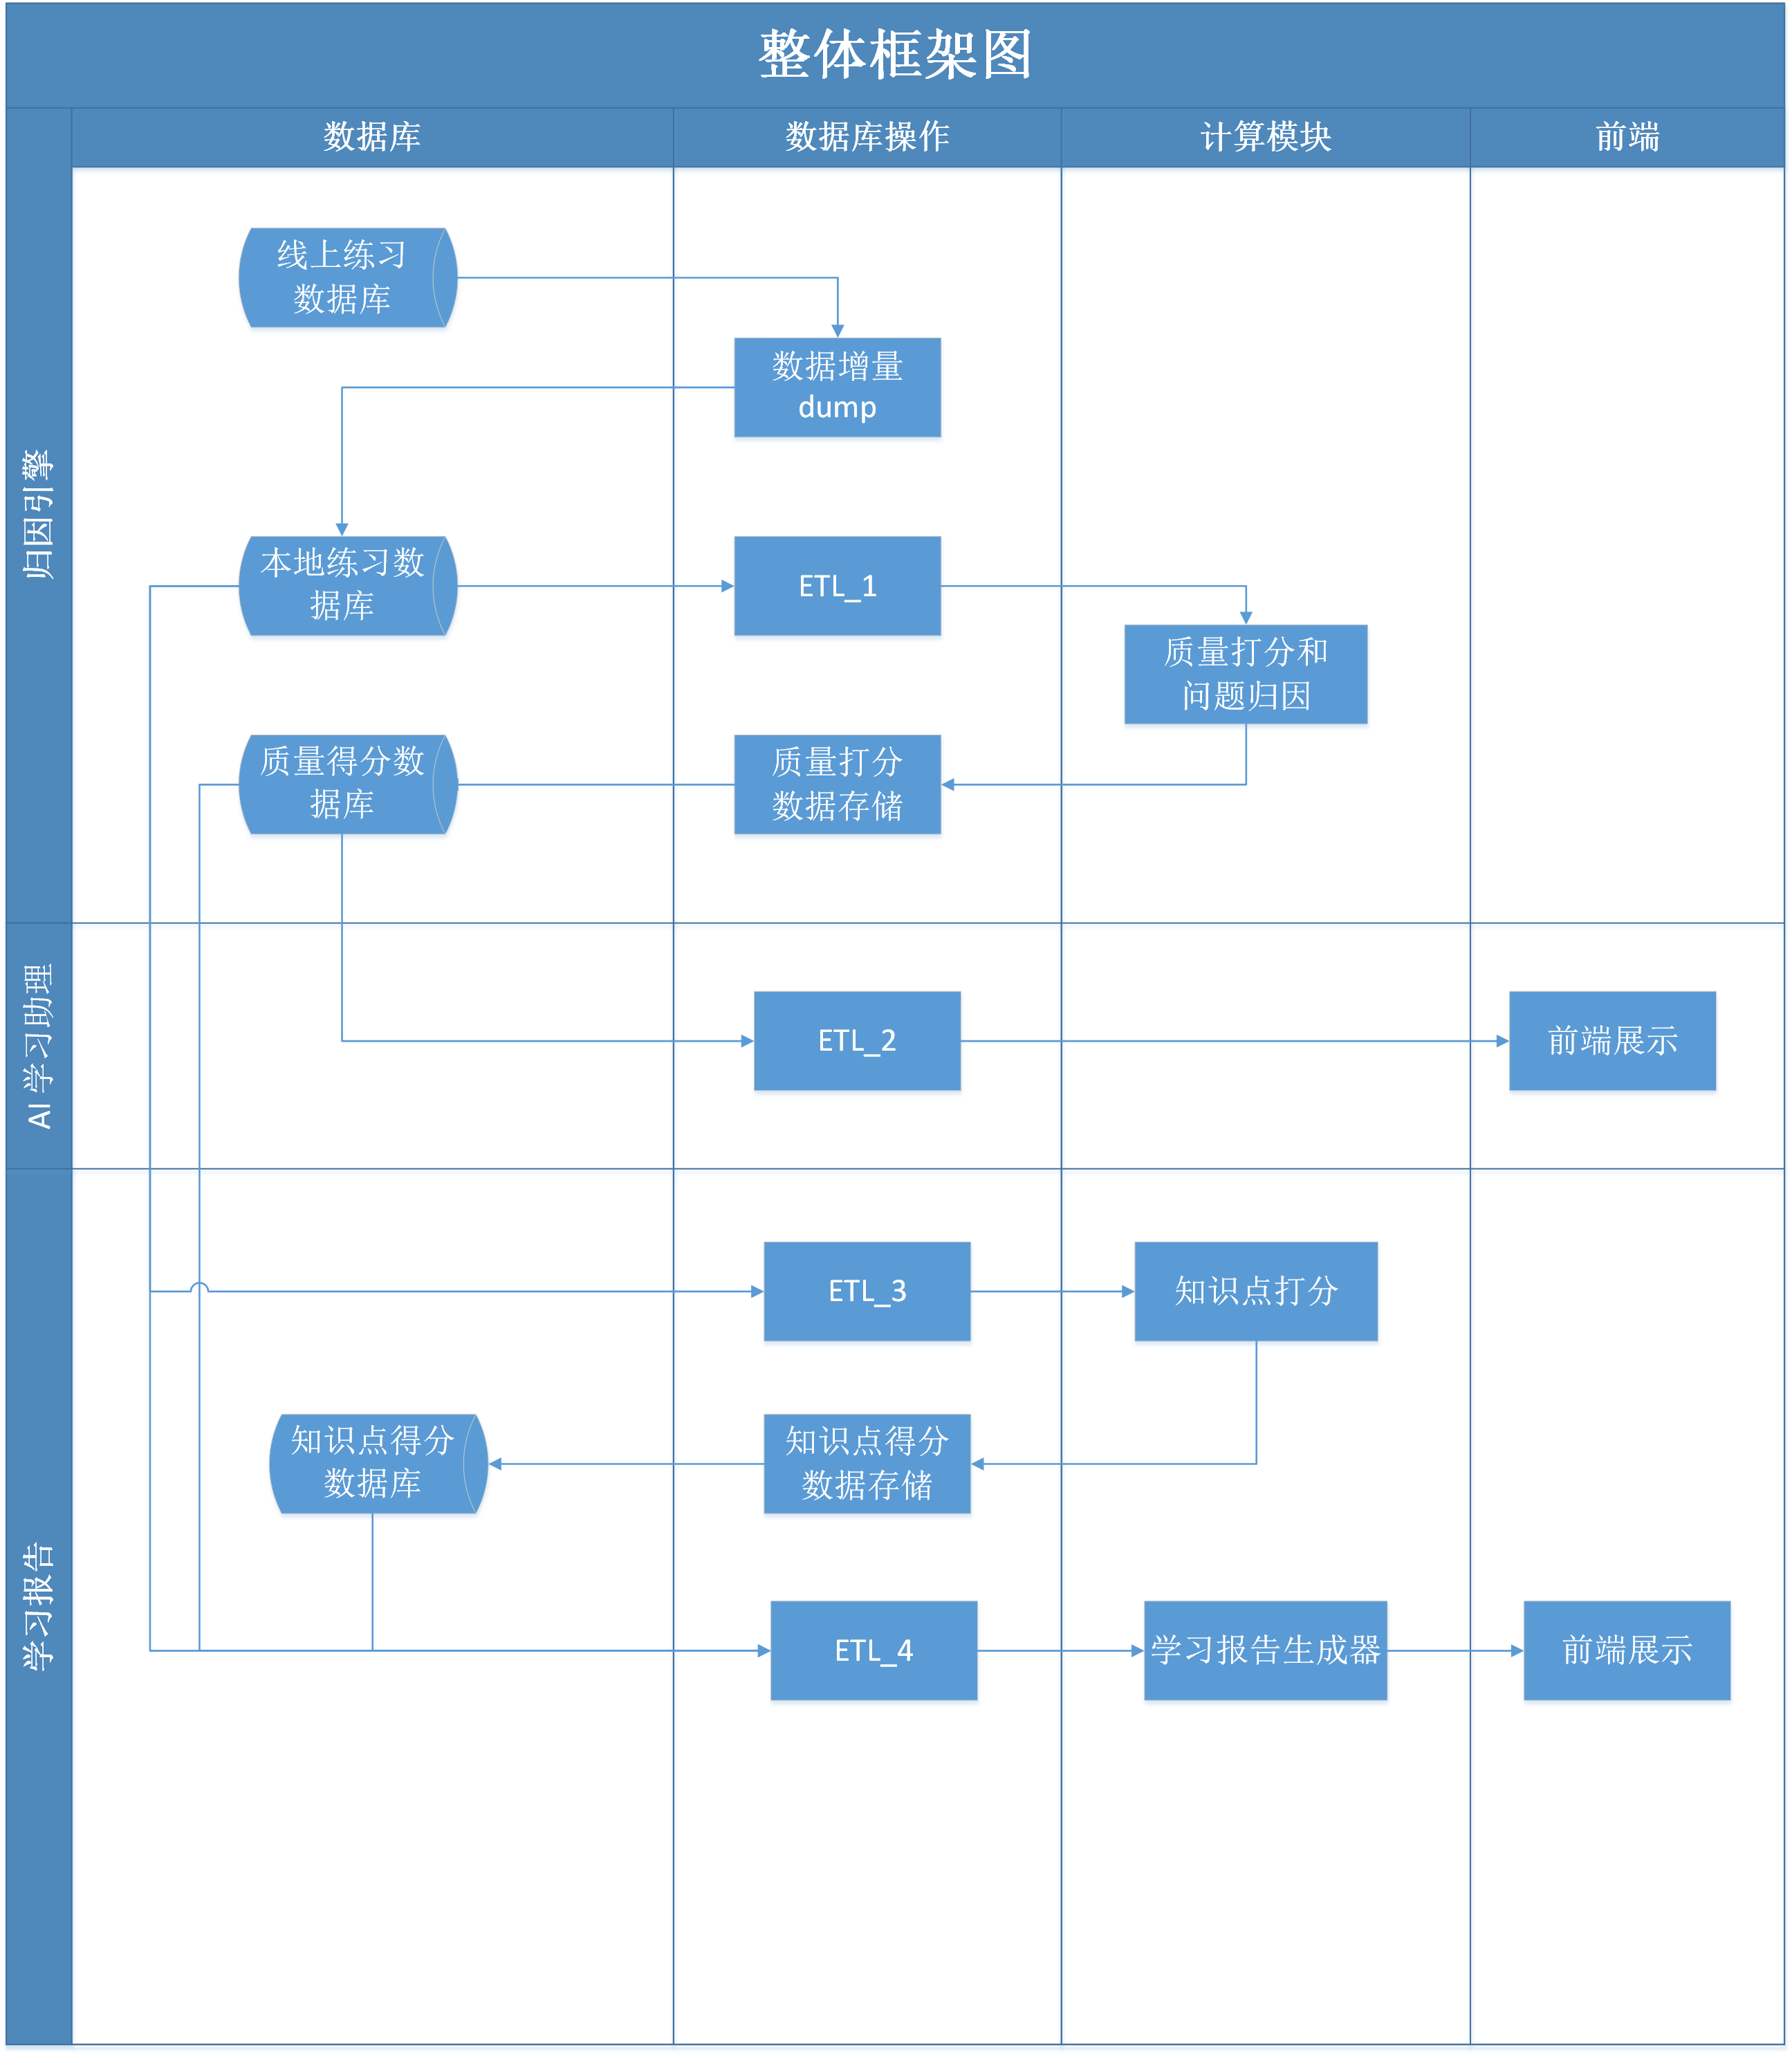 整体框架图
数据库
数据库操作
计算模块
前端
归因引擎
线上练习
数据库
数据增量
dump
本地练习数
据库
ETL_1
质量打分和
问题归因
质量得分数
据库
质量打分
数据存储
AI 学习助理
ETL_2
前端展示
学习报告
ETL_3
知识点打分
知识点得分
数据库
知识点得分
数据存储
ETL_4
学习报告生成器
前端展示